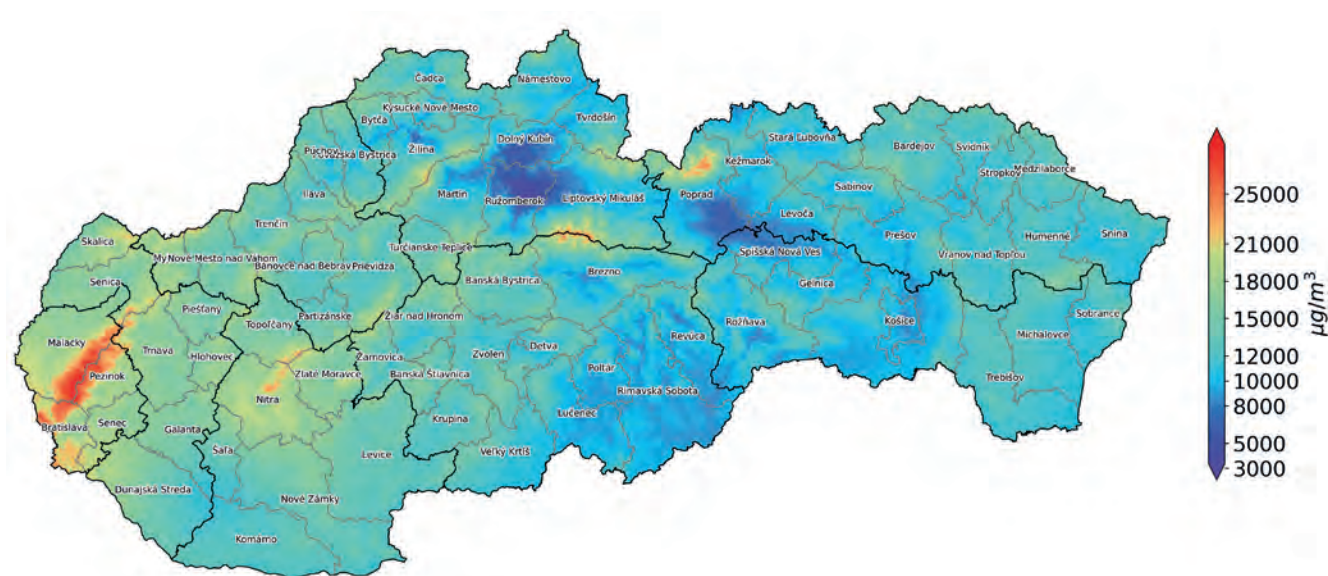 Čadca
Námestovo
Kysucké Nové Mesto
Bytča
Tvrdošín
Dolný Kubín
Stará Ľubovňa
Bardejov
Svidník
Púchov
Považská Bystrica
Žilina
Kežmarok
Medzilaborce
Stropkov
Ilava
Martin
Ružomberok
Liptovský Mikuláš
Poprad
Sabinov
Levoča
Trenčín
Prešov
Humenné
Snina
Skalica
Nové Mesto nad Váhom
Turčianske Teplice
Bánovce nad Bebrav
Prievidza
Spišská Nová Ves
Vranov nad Topľou
Senica
Banská Bystrica
Brezno
Gelnica
Piešťany
Topoľčany
Partizánske
Žiar nad Hronom
Rožňava
Košice
Sobrance
Malacky
Trnava
Hlohovec
Žarnovica
Zvolen
Detva
Revúca
Michalovce
Pezinok
Zlaté Moravce
Banská Štiavnica
Poltár
Trebišov
Nitra
Rimavská Sobota
Bratislava
Senec
Galanta
Krupina
Lučenec
Šaľa
Levice
Veľký Krtíš
Dunajská Streda
Nové Zámky
Komárno
25000
21000
18000
15000
12000
10000
8000
5000
3000
µg/m³